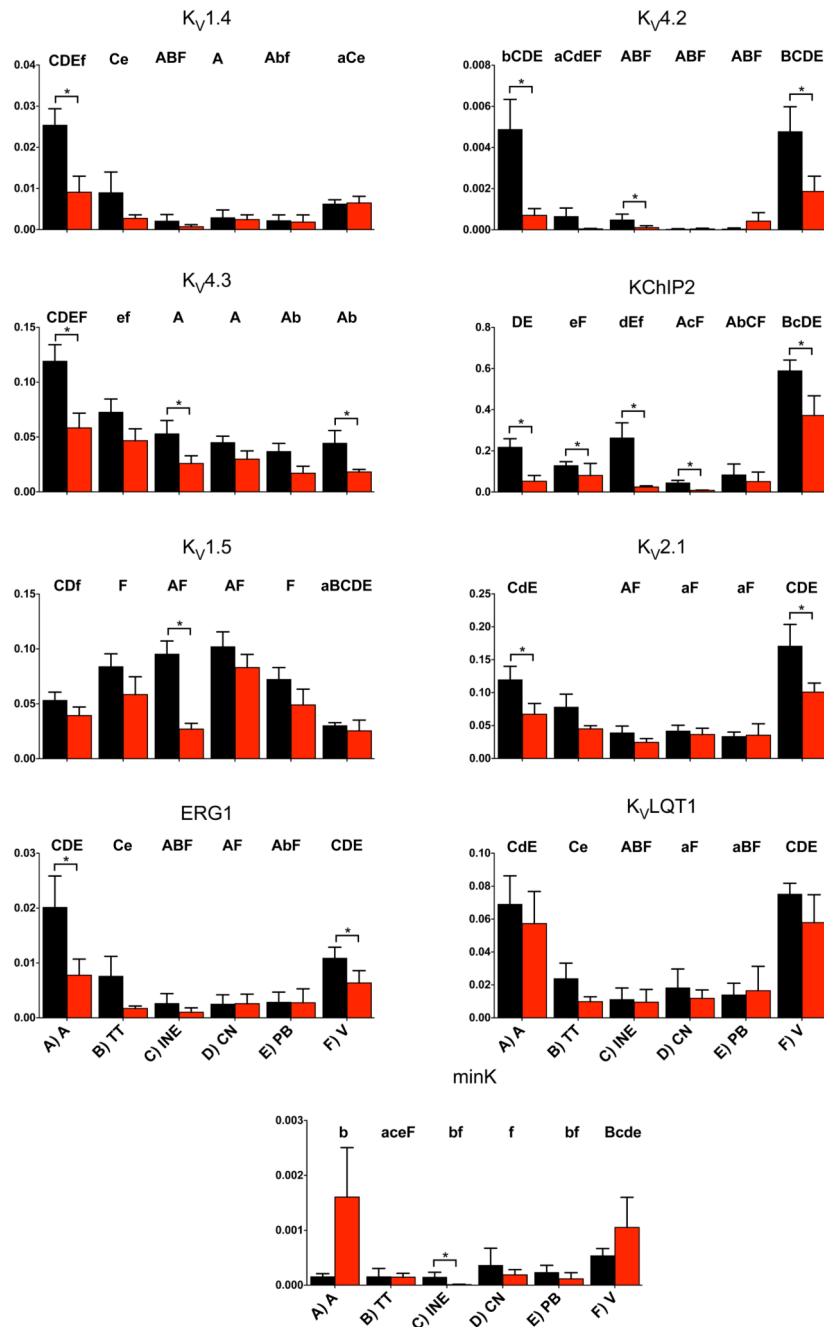 K_V1.4
CDEf Ce ABF A Abf aCe
*
0.04
0.03
0.02
0.01
0.00
K_V4.2
bCDE aCdEF ABF ABF ABF BCDE
* * *
0.008
0.006
0.004
0.002
0.000
K_V4.3
CDEF ef A A Ab Ab
* * *
0.15
0.10
0.05
0.00
KChIP2
DE eF dEf AcF AbCF BcDE
* * * * *
0.8
0.6
0.4
0.2
0.0
K_V1.5
CDf F AF AF F aBCDE
*
0.15
0.10
0.05
0.00
K_V2.1
CdE AF aF aF CDE
* *
0.25
0.20
0.15
0.10
0.05
0.00
ERG1
CDE Ce ABF AF AbF CDE
* *
0.03
0.02
0.01
0.00
A) A B) TT C) INE D) CN E) PB F) V
K_VLQT1
CdE Ce ABF aF aBF CDE
0.10
0.08
0.06
0.04
0.02
0.00
A) A B) TT C) INE D) CN E) PB F) V
minK
b aceF bf f bf Bcde
*
0.003
0.002
0.001
0.000
A) A B) TT C) INE D) CN E) PB F) V